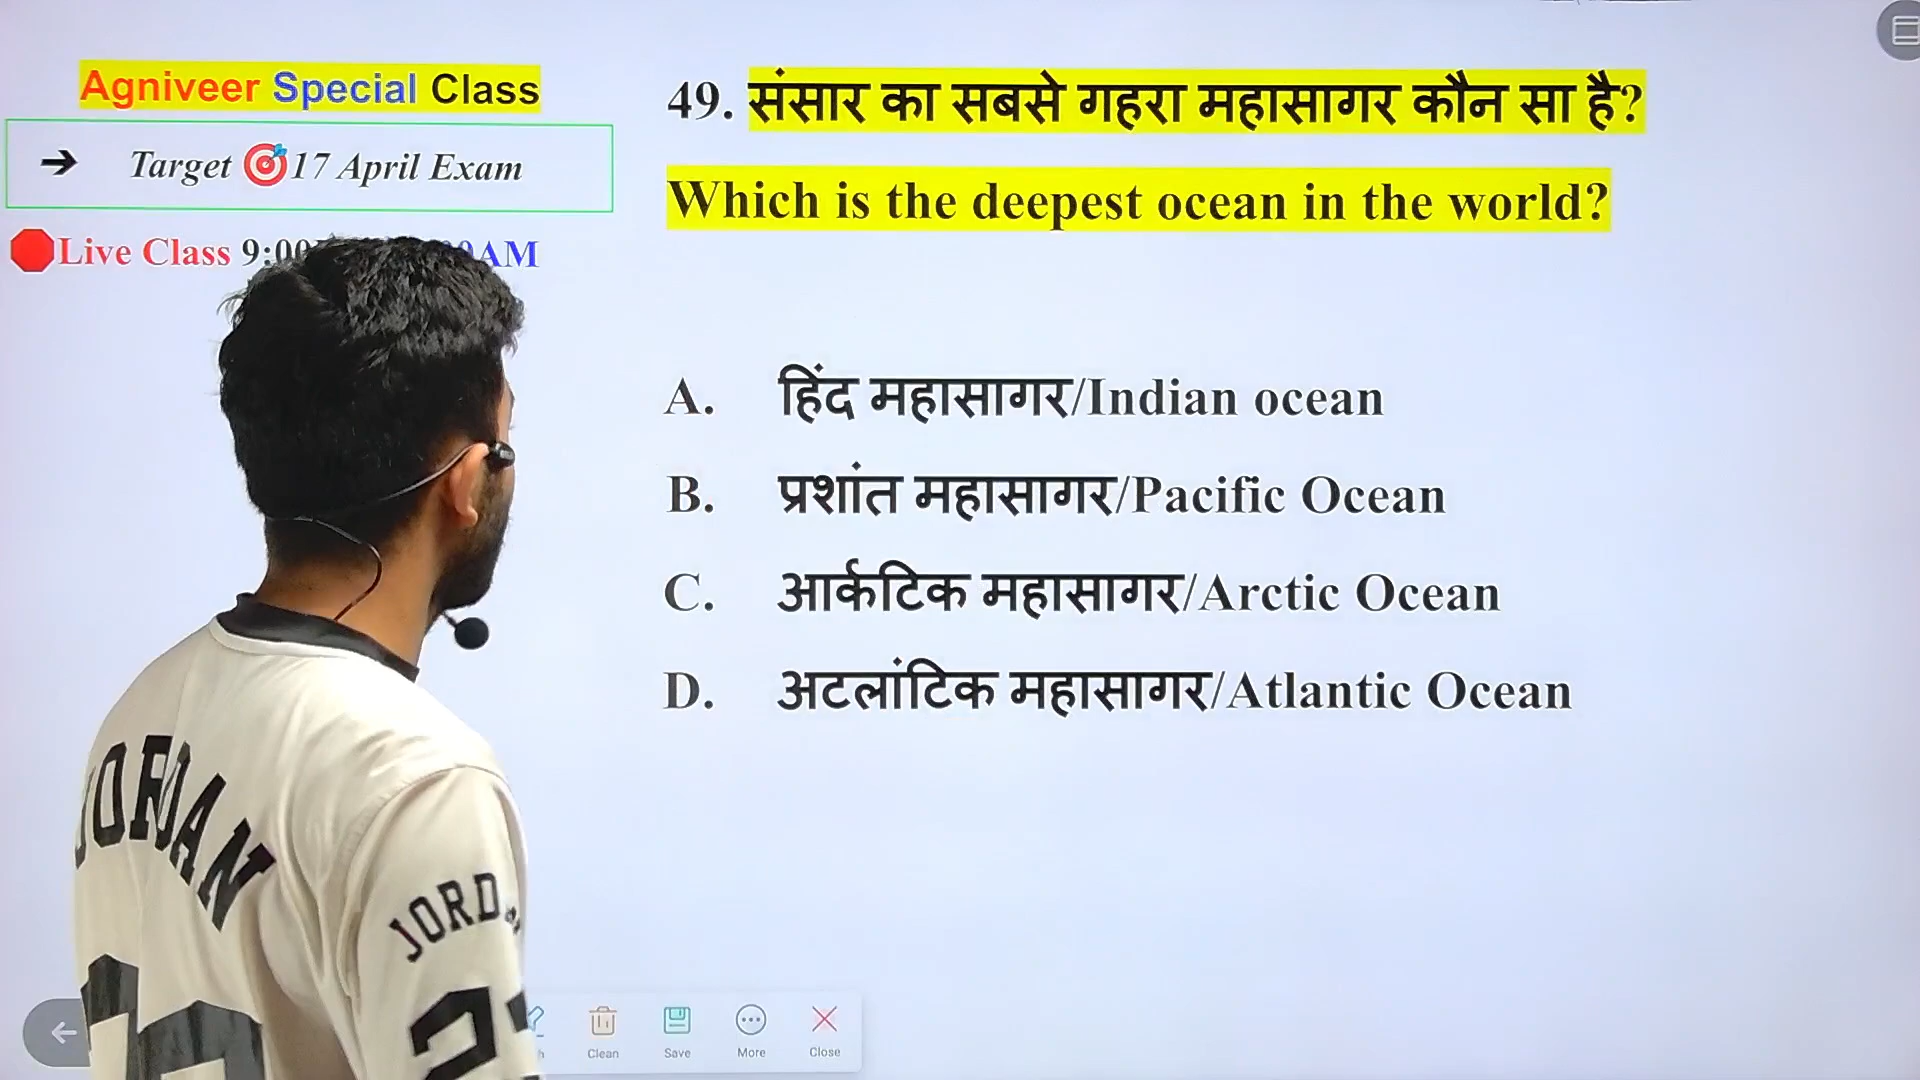 Agniveer Special Class
→ Target 17 April Exam
Live Class 9:00 AM
49. संसार का सबसे गहरा महासागर कौन सा है?
Which is the deepest ocean in the world?
A. हिंद महासागर/Indian ocean
B. प्रशांत महासागर/Pacific Ocean
C. आर्कटिक महासागर/Arctic Ocean
D. अटलांटिक महासागर/Atlantic Ocean
JORDAN
JORD
Clean Save More Close